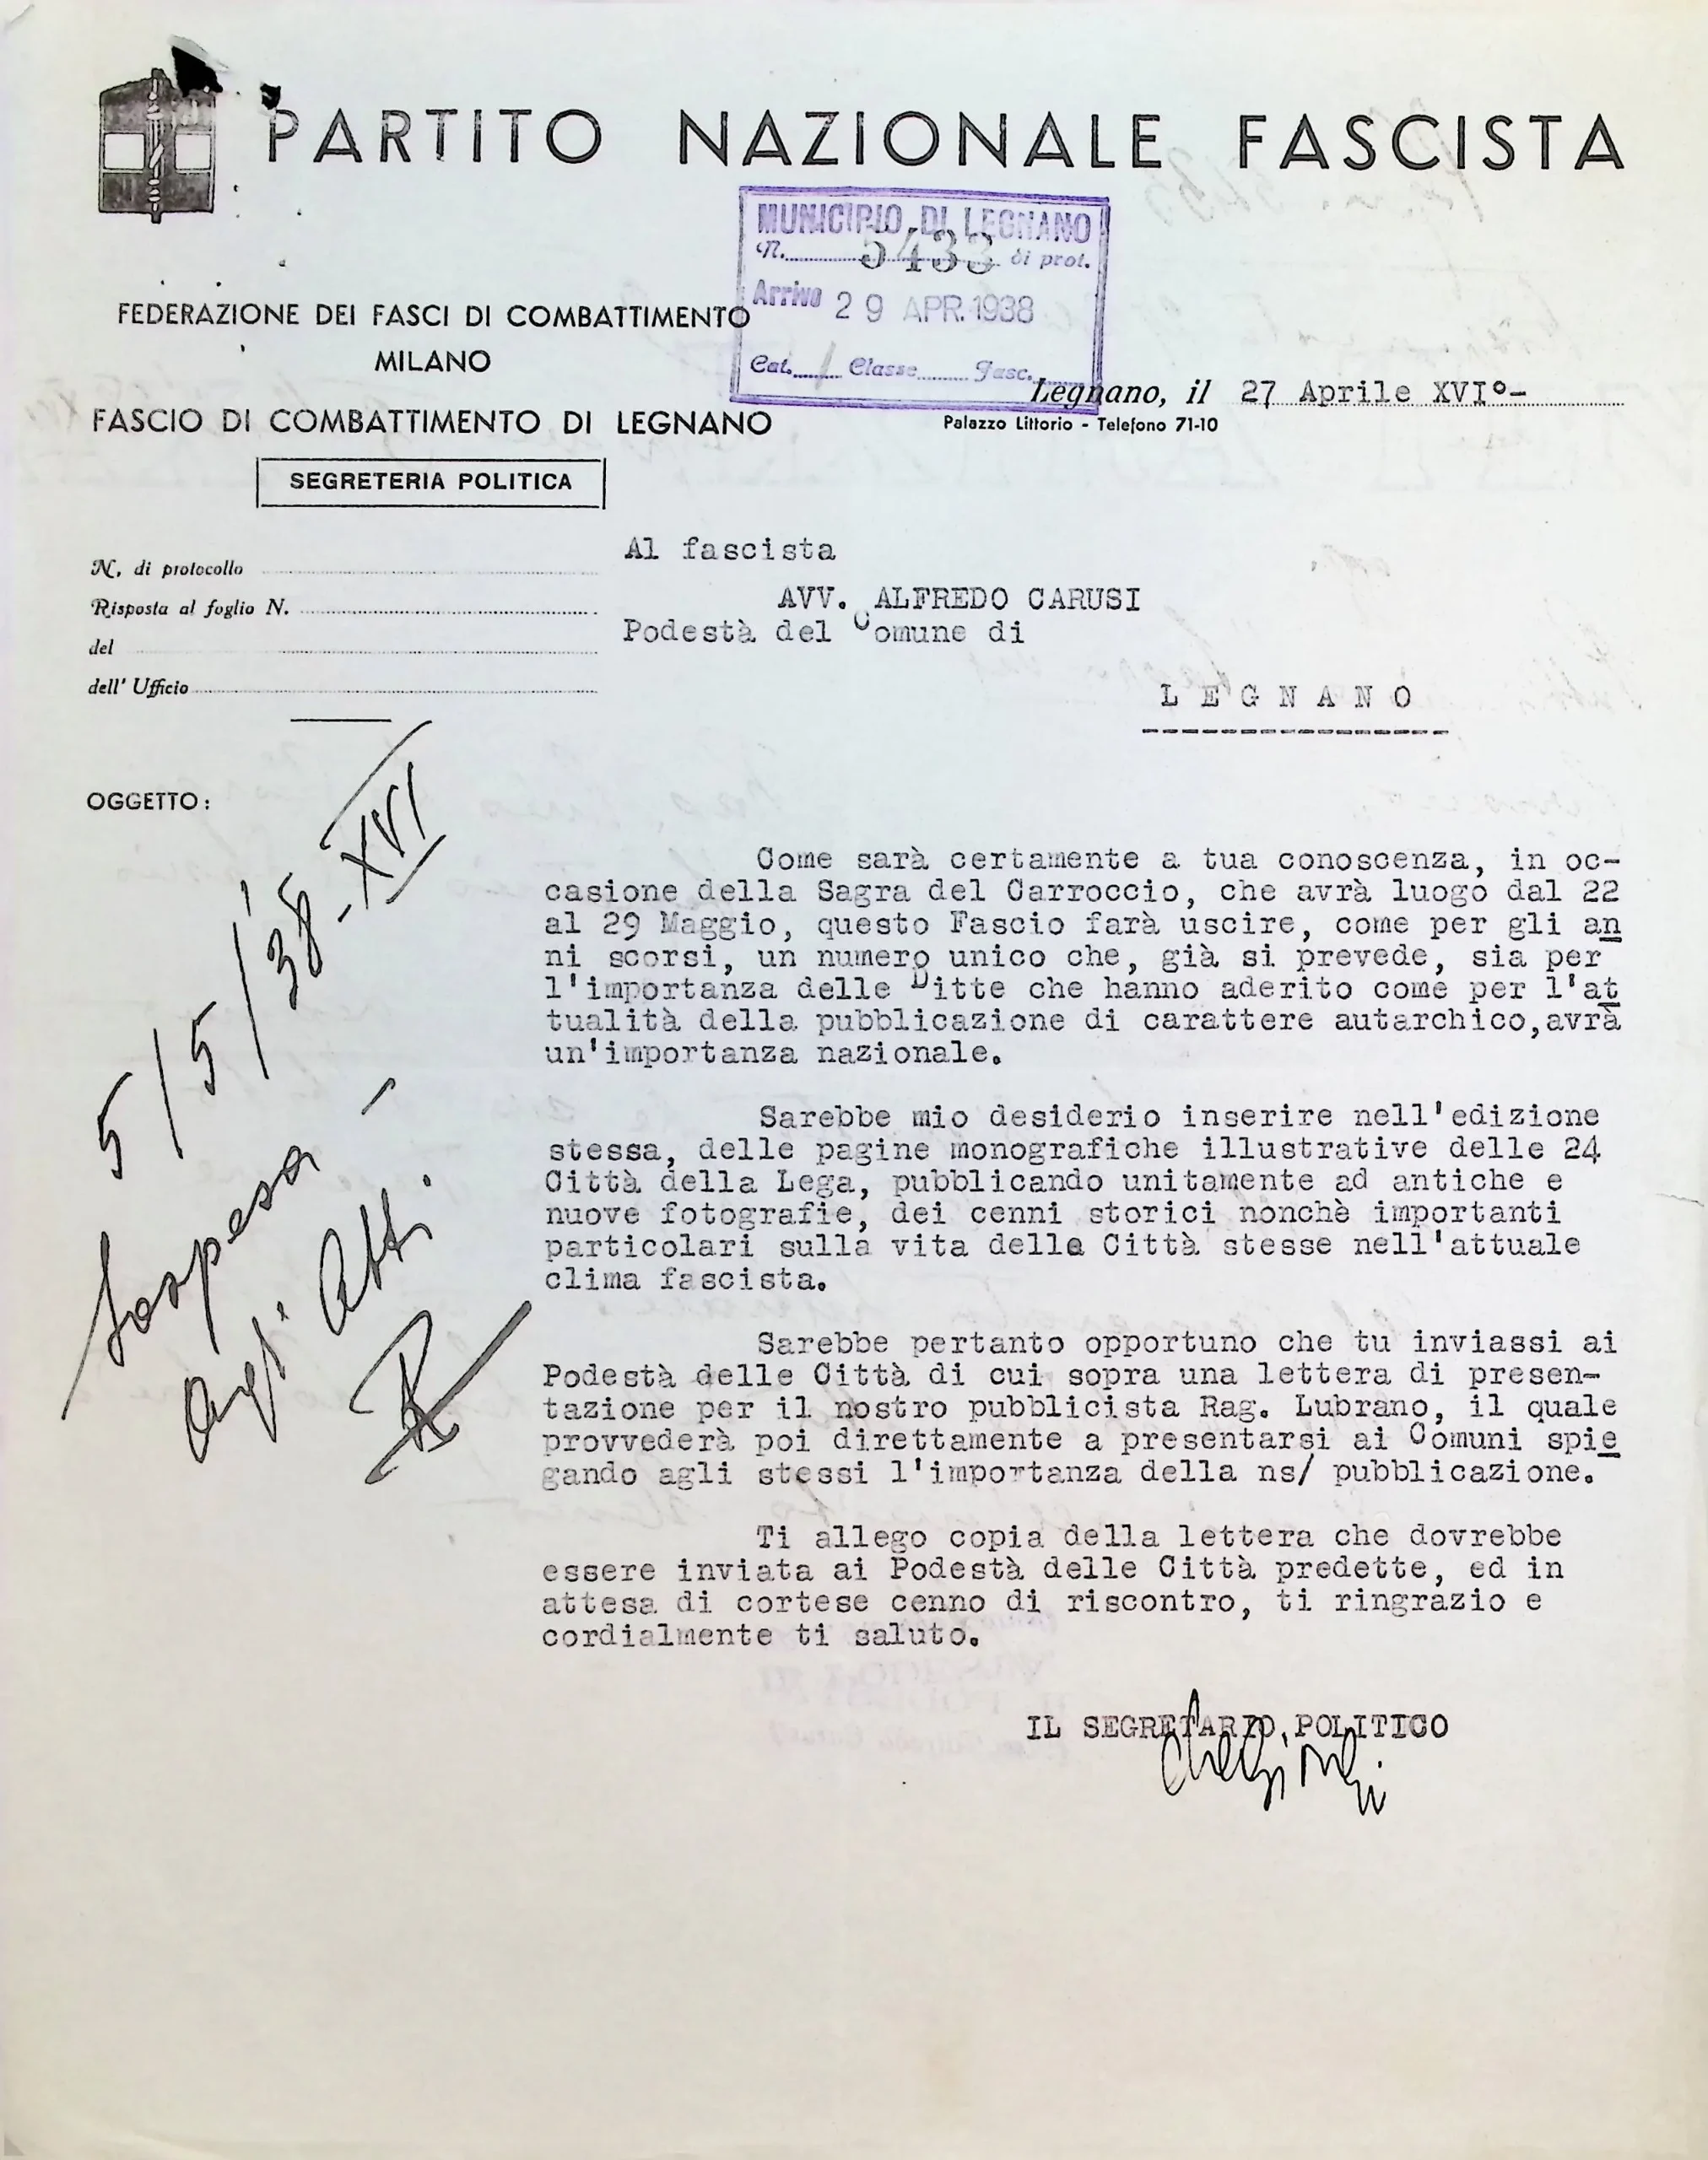 PARTITO NAZIONALE FASCISTA
MUNICIPIO DI LEGNANO
N. 5433 di prot.
Arrivo 29 APR. 1938
Cat. 1 Classe Fasc.
FEDERAZIONE DEI FASCI DI COMBATTIMENTO
MILANO
FASCIO DI COMBATTIMENTO DI LEGNANO
SEGRETERIA POLITICA
Legnano, il 27 Aprile XVI°-
Palazzo Littorio - Telefono 71-10
N. di protocollo
Risposta al foglio N.
del
dell' Ufficio
Al fascista
AVV. ALFREDO CARUSI
Podestà del Comune di
LEGNANO
OGGETTO:
5/5/38-XVI
Sospesa -
Agli Atti.
Come sarà certamente a tua conoscenza, in oc-
casione della Sagra del Carroccio, che avrà luogo dal 22
al 29 Maggio, questo Fascio farà uscire, come per gli an
ni scorsi, un numero unico che, già si prevede, sia per
l'importanza delle Ditte che hanno aderito come per l'at
tualità della pubblicazione di carattere autarchico,avrà
un'importanza nazionale.
Sarebbe mio desiderio inserire nell'edizione
stessa, delle pagine monografiche illustrative delle 24
Città della Lega, pubblicando unitamente ad antiche e
nuove fotografie, dei cenni storici nonchè importanti
particolari sulla vita delle Città stesse nell'attuale
clima fascista.
Sarebbe pertanto opportuno che tu inviassi ai
Podestà delle Città di cui sopra una lettera di presen-
tazione per il nostro pubblicista Rag. Lubrano, il quale
provvederà poi direttamente a presentarsi ai Comuni spie
gando agli stessi l'importanza della ns/ pubblicazione.
Ti allego copia della lettera che dovrebbe
essere inviata ai Podestà delle Città predette, ed in
attesa di cortese cenno di riscontro, ti ringrazio e
cordialmente ti saluto.
IL SEGRETARIO POLITICO